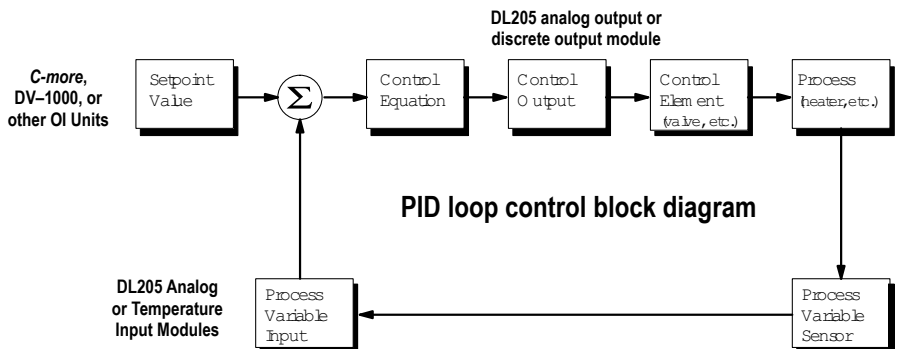 DL205 analog output or
discrete output module
C-more,
DV–1000, or
other OI Units
Setpoint
Value
Σ
Control
Equation
Control
Output
Control
Element
(valve, etc.)
Process
(heater, etc.)
PID loop control block diagram
DL205 Analog
or Temperature
Input Modules
Process
Variable
Input
Process
Variable
Sensor